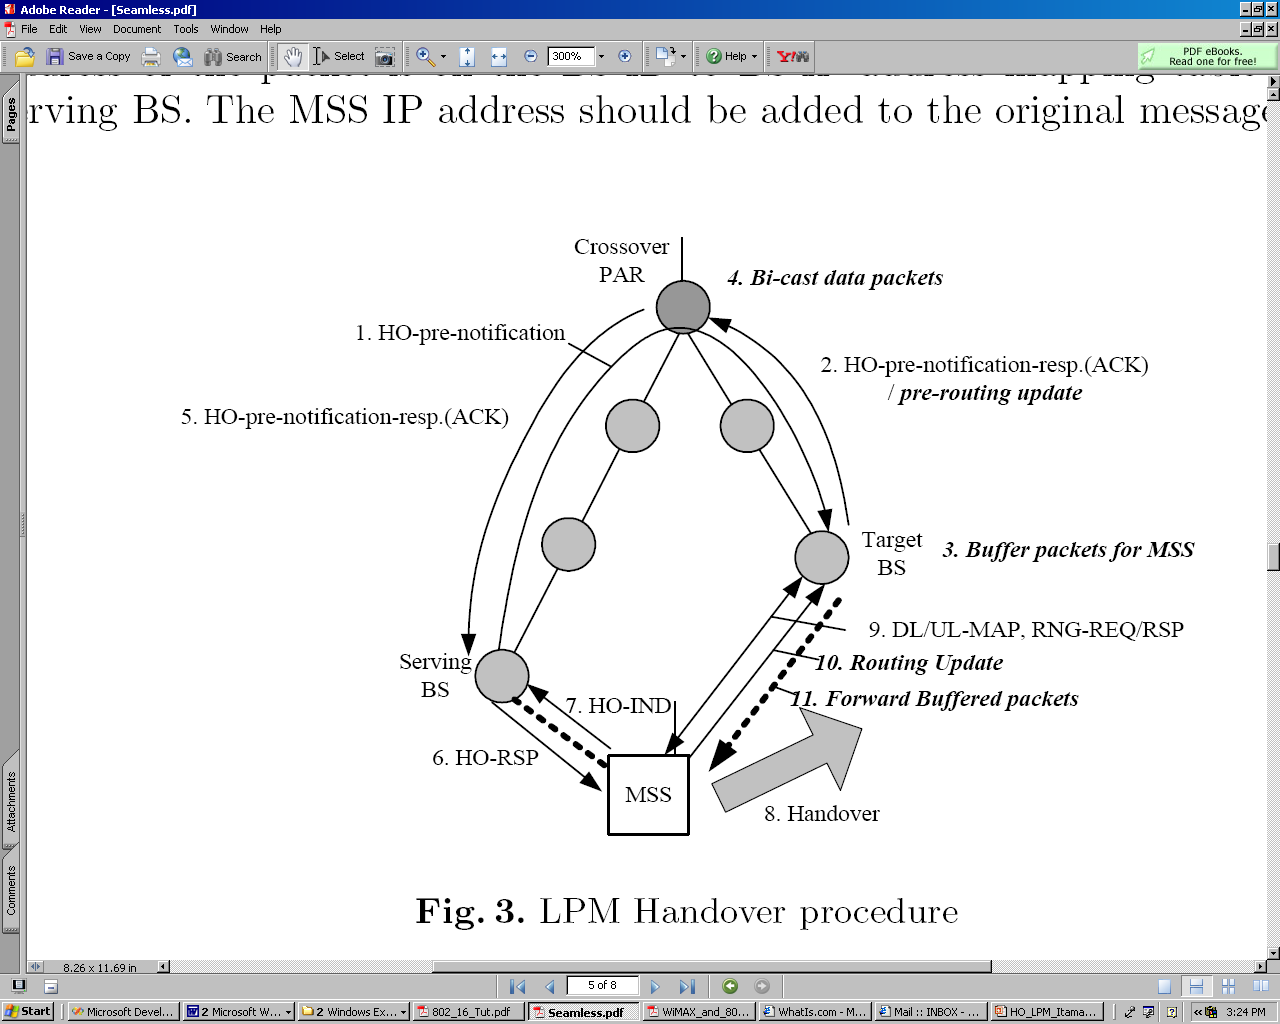 Adobe Reader - [Seamless.pdf]
File Edit View Document Tools Window Help
Save a Copy Search Select 300% Help Y!
PDF eBooks.
Read one for free!
rving BS. The MSS IP address should be added to the original message
Pages
Crossover
PAR
4. Bi-cast data packets
1. HO-pre-notification
2. HO-pre-notification-resp.(ACK)
/ pre-routing update
5. HO-pre-notification-resp.(ACK)
Target
BS
3. Buffer packets for MSS
9. DL/UL-MAP, RNG-REQ/RSP
Serving
BS
10. Routing Update
11. Forward Buffered packets
7. HO-IND
6. HO-RSP
MSS
8. Handover
Attachments
Comments
Fig. 3. LPM Handover procedure
8.26 x 11.69 in
5 of 8
Start Microsoft Devel... 2 Microsoft W... 2 Windows Ex... 802_16_Tut.pdf Seamless.pdf WiMAX_and_80... WhatIs.com - M... Mail :: INBOX - ... HO_LPM_Itama... 3:24 PM